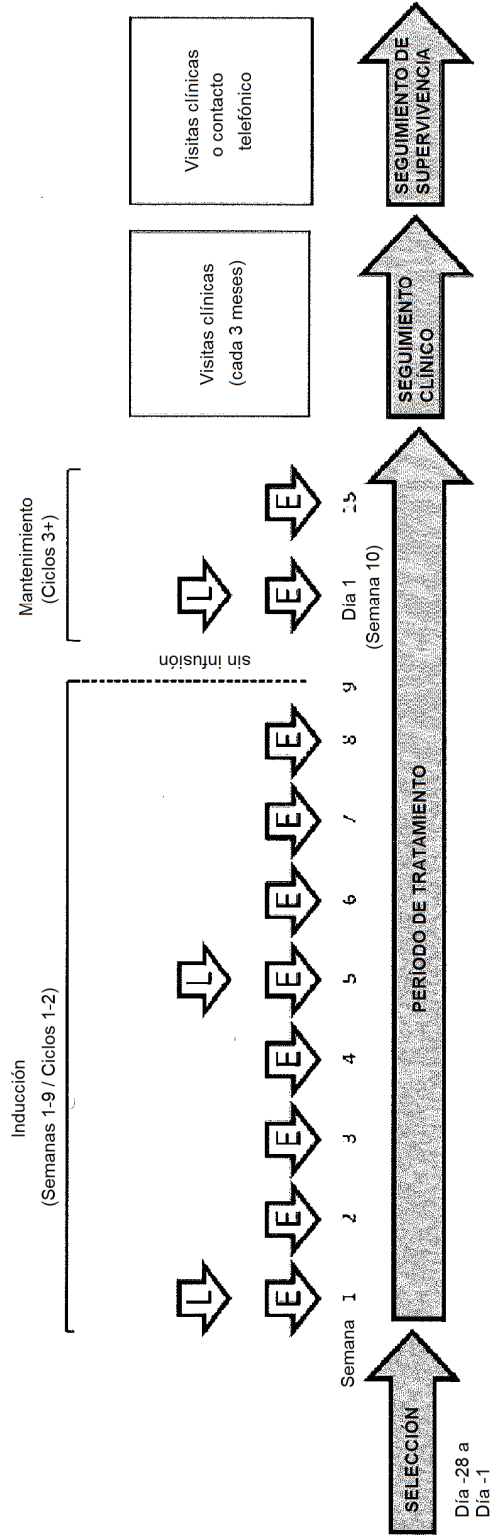 Inducción
(Semanas 1-9 / Ciclos 1-2)
Mantenimiento
(Ciclos 3+)
L
L
L
E
E
E
E
E
E
E
E
E
E
sin infusión
Semana 1 2 3 4 5 6 7 8 9 Día 1 15
(Semana 10)
Visitas clínicas
(cada 3 meses)
Visitas clínicas
o contacto
telefónico
SELECCIÓN
PERÍODO DE TRATAMIENTO
SEGUIMIENTO
CLÍNICO
SEGUIMIENTO DE
SUPERVIVENCIA
Día -28 a
Día -1